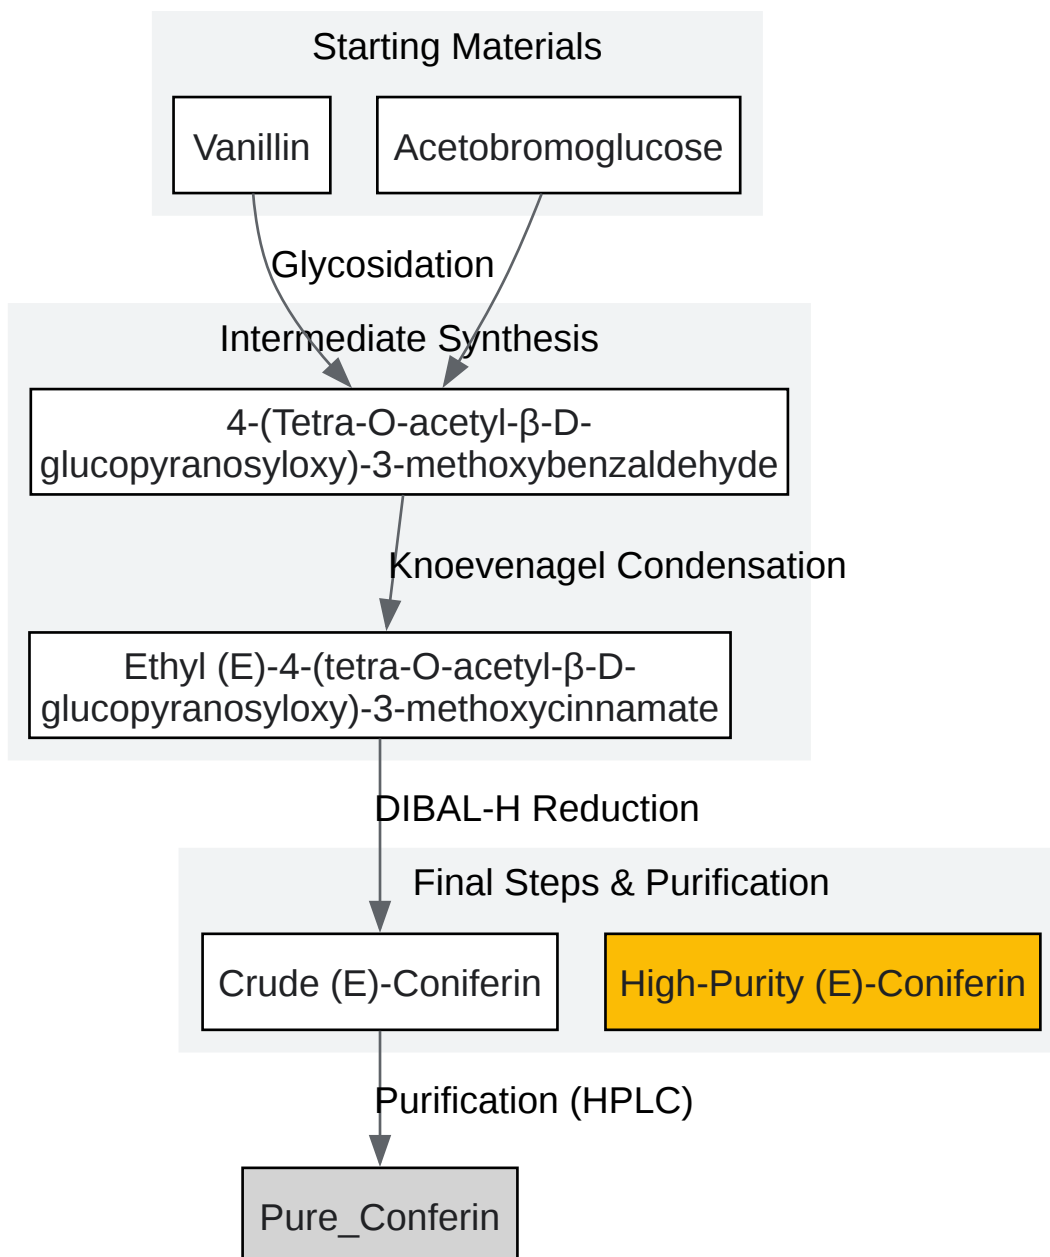 Starting Materials
Vanillin
Acetobromoglucose
Glycosidation
Intermediate Synthesis
4-(Tetra-O-acetyl-β-D-
glucopyranosyloxy)-3-methoxybenzaldehyde
Knoevenagel Condensation
Ethyl (E)-4-(tetra-O-acetyl-β-D-
glucopyranosyloxy)-3-methoxycinnamate
DIBAL-H Reduction
Final Steps & Purification
Crude (E)-Coniferin
High-Purity (E)-Coniferin
Purification (HPLC)
Pure_Conferin